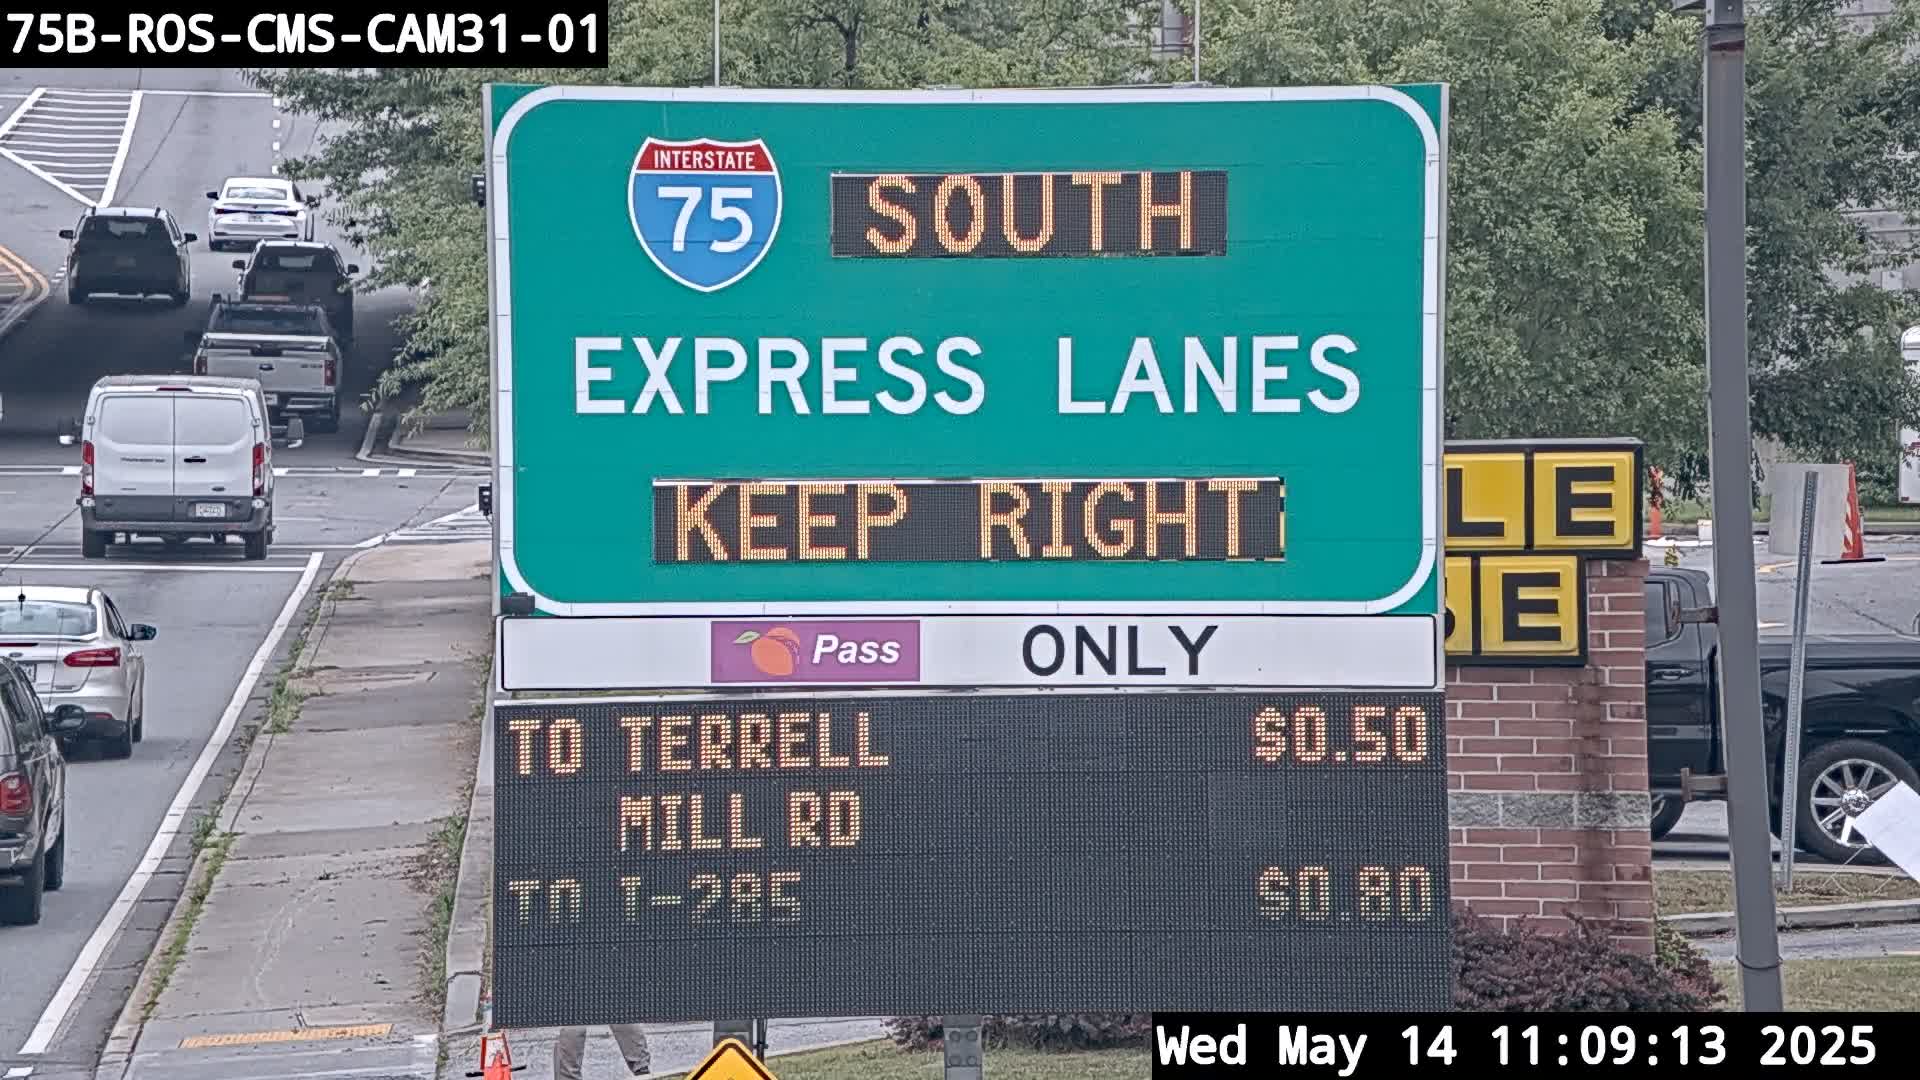 75B-ROS-CMS-CAM31-01
INTERSTATE
75
SOUTH
EXPRESS LANES
KEEP RIGHT
Pass ONLY
TO TERRELL $0.50
MILL RD
TO I-285 $0.80
LE
E
Wed May 14 11:09:13 2025